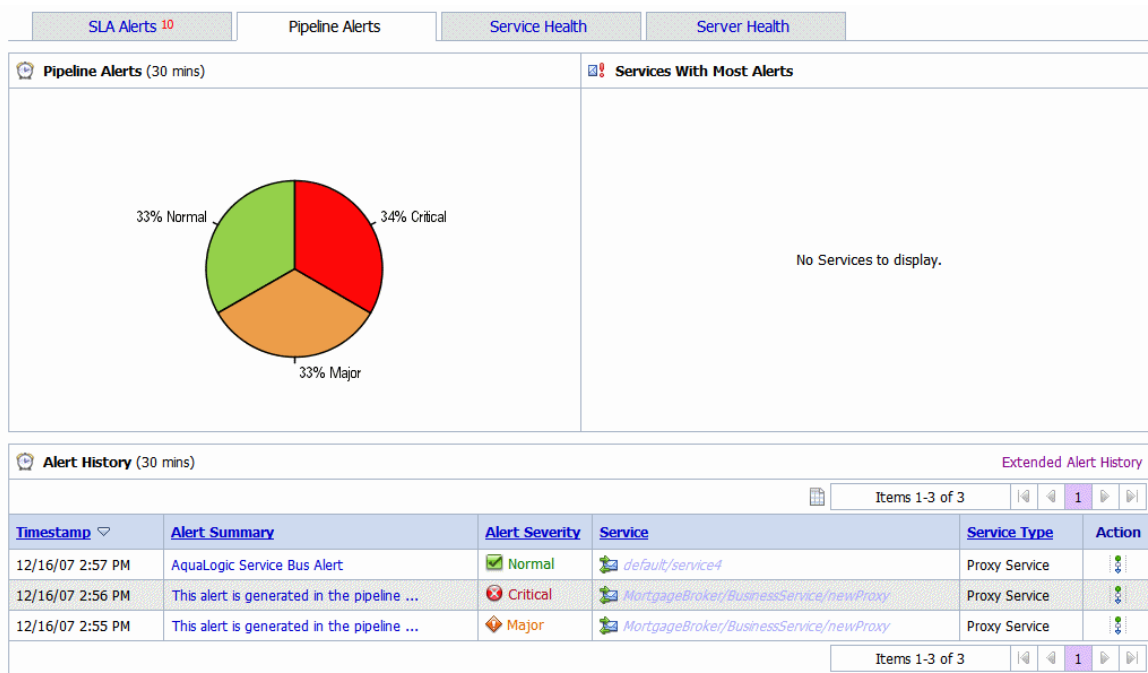 SLA Alerts 10
Pipeline Alerts
Service Health
Server Health
Pipeline Alerts (30 mins)
33% Normal
34% Critical
33% Major
Services With Most Alerts
No Services to display.
Alert History (30 mins)
Extended Alert History
Items 1-3 of 3 1
Timestamp Alert Summary Alert Severity Service Service Type Action
12/16/07 2:57 PM AquaLogic Service Bus Alert Normal default/service4 Proxy Service
12/16/07 2:56 PM This alert is generated in the pipeline ... Critical MortgageBroker/BusinessService/newProxy Proxy Service
12/16/07 2:55 PM This alert is generated in the pipeline ... Major MortgageBroker/BusinessService/newProxy Proxy Service
Items 1-3 of 3 1